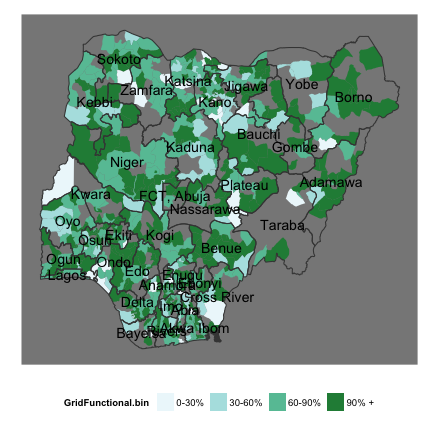 Sokoto
Katsina
Jigawa
Yobe
Zamfara
Borno
Kebbi
Kano
Bauchi
Kaduna
Gombe
Niger
Plateau
Adamawa
Kwara
FCT, Abuja
Nassarawa
Oyo
Taraba
Osun
Ekiti
Kogi
Benue
Ogun
Ondo
Lagos
Edo
Enugu
Anambra
Ebonyi
Cross River
Delta
Imo
Abia
Bayelsa
Rivers
Akwa Ibom
GridFunctional.bin 0-30% 30-60% 60-90% 90% +